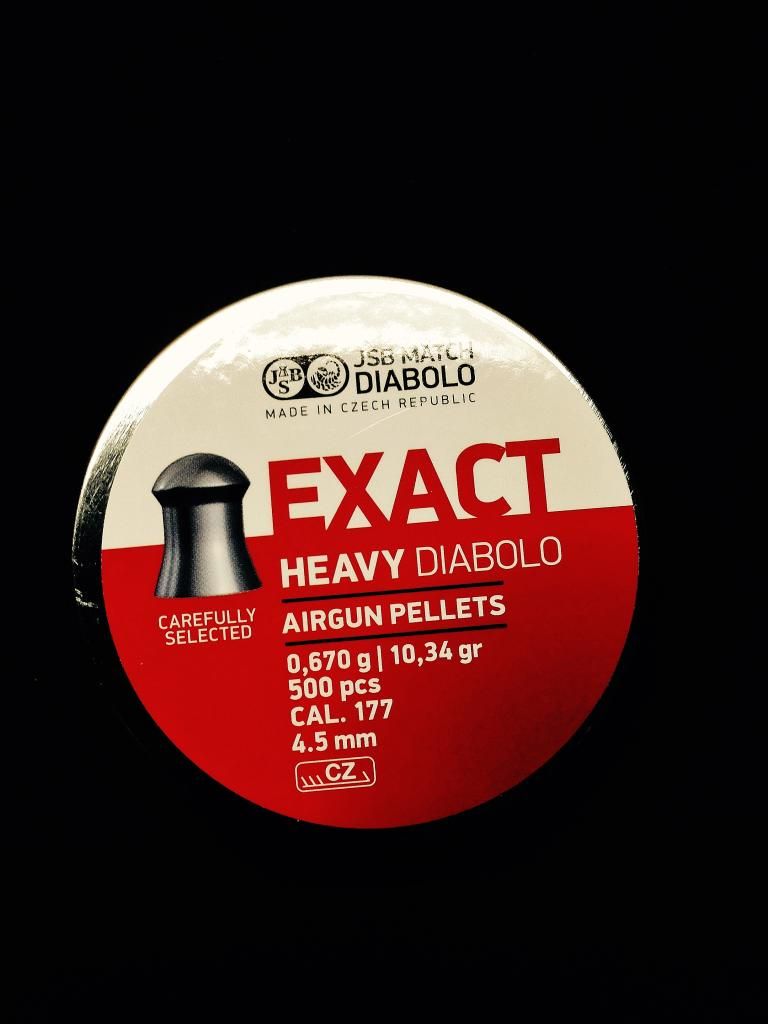 JSB
JSB MATCH
DIABOLO
MADE IN CZECH REPUBLIC
EXACT
HEAVY DIABOLO
CAREFULLY
SELECTED
AIRGUN PELLETS
0,670 g | 10,34 gr
500 pcs
CAL. 177
4.5 mm
CZ